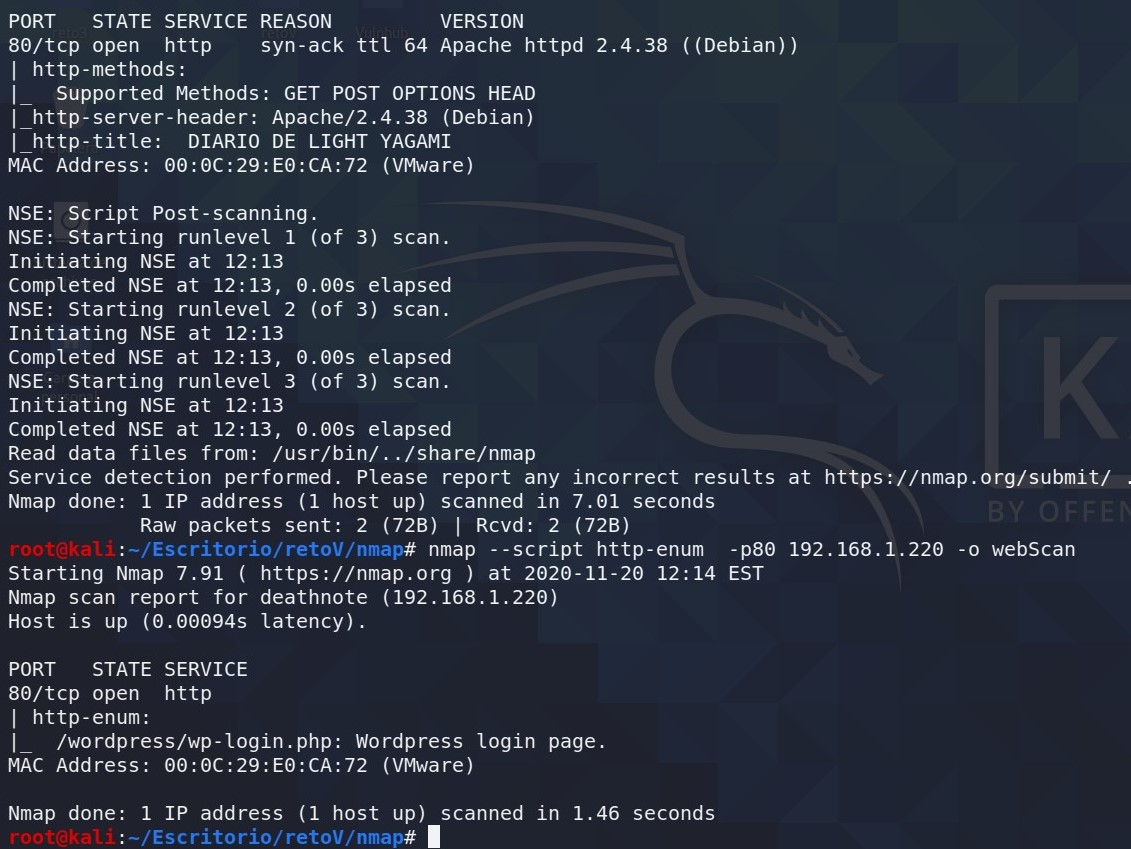 PORT   STATE SERVICE REASON         VERSION
80/tcp open  http    syn-ack ttl 64 Apache httpd 2.4.38 ((Debian))
| http-methods:
|_  Supported Methods: GET POST OPTIONS HEAD
|_http-server-header: Apache/2.4.38 (Debian)
|_http-title:  DIARIO DE LIGHT YAGAMI
MAC Address: 00:0C:29:E0:CA:72 (VMware)
NSE: Script Post-scanning.
NSE: Starting runlevel 1 (of 3) scan.
Initiating NSE at 12:13
Completed NSE at 12:13, 0.00s elapsed
NSE: Starting runlevel 2 (of 3) scan.
Initiating NSE at 12:13
Completed NSE at 12:13, 0.00s elapsed
NSE: Starting runlevel 3 (of 3) scan.
Initiating NSE at 12:13
Completed NSE at 12:13, 0.00s elapsed
Read data files from: /usr/bin/../share/nmap
Service detection performed. Please report any incorrect results at https://nmap.org/submit/ .
Nmap done: 1 IP address (1 host up) scanned in 7.01 seconds
           Raw packets sent: 2 (72B) | Rcvd: 2 (72B)
root@kali:~/Escritorio/retoV/nmap# nmap --script http-enum  -p80 192.168.1.220 -o webScan
Starting Nmap 7.91 ( https://nmap.org ) at 2020-11-20 12:14 EST
Nmap scan report for deathnote (192.168.1.220)
Host is up (0.00094s latency).
PORT   STATE SERVICE
80/tcp open  http
| http-enum:
|_  /wordpress/wp-login.php: Wordpress login page.
MAC Address: 00:0C:29:E0:CA:72 (VMware)
Nmap done: 1 IP address (1 host up) scanned in 1.46 seconds
root@kali:~/Escritorio/retoV/nmap#
K
BY OFFEN